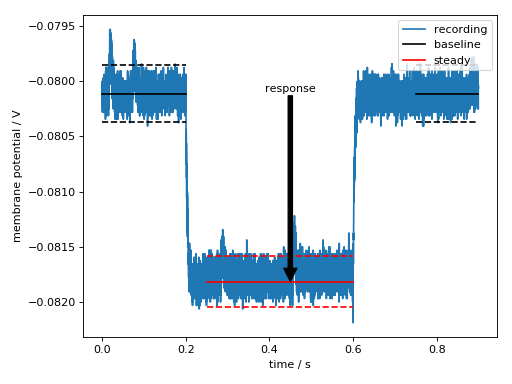 −0.0795
−0.0800
−0.0805
−0.0810
−0.0815
−0.0820
membrane potential / V
0.0
0.2
0.4
0.6
0.8
time / s
recording
baseline
steady
response